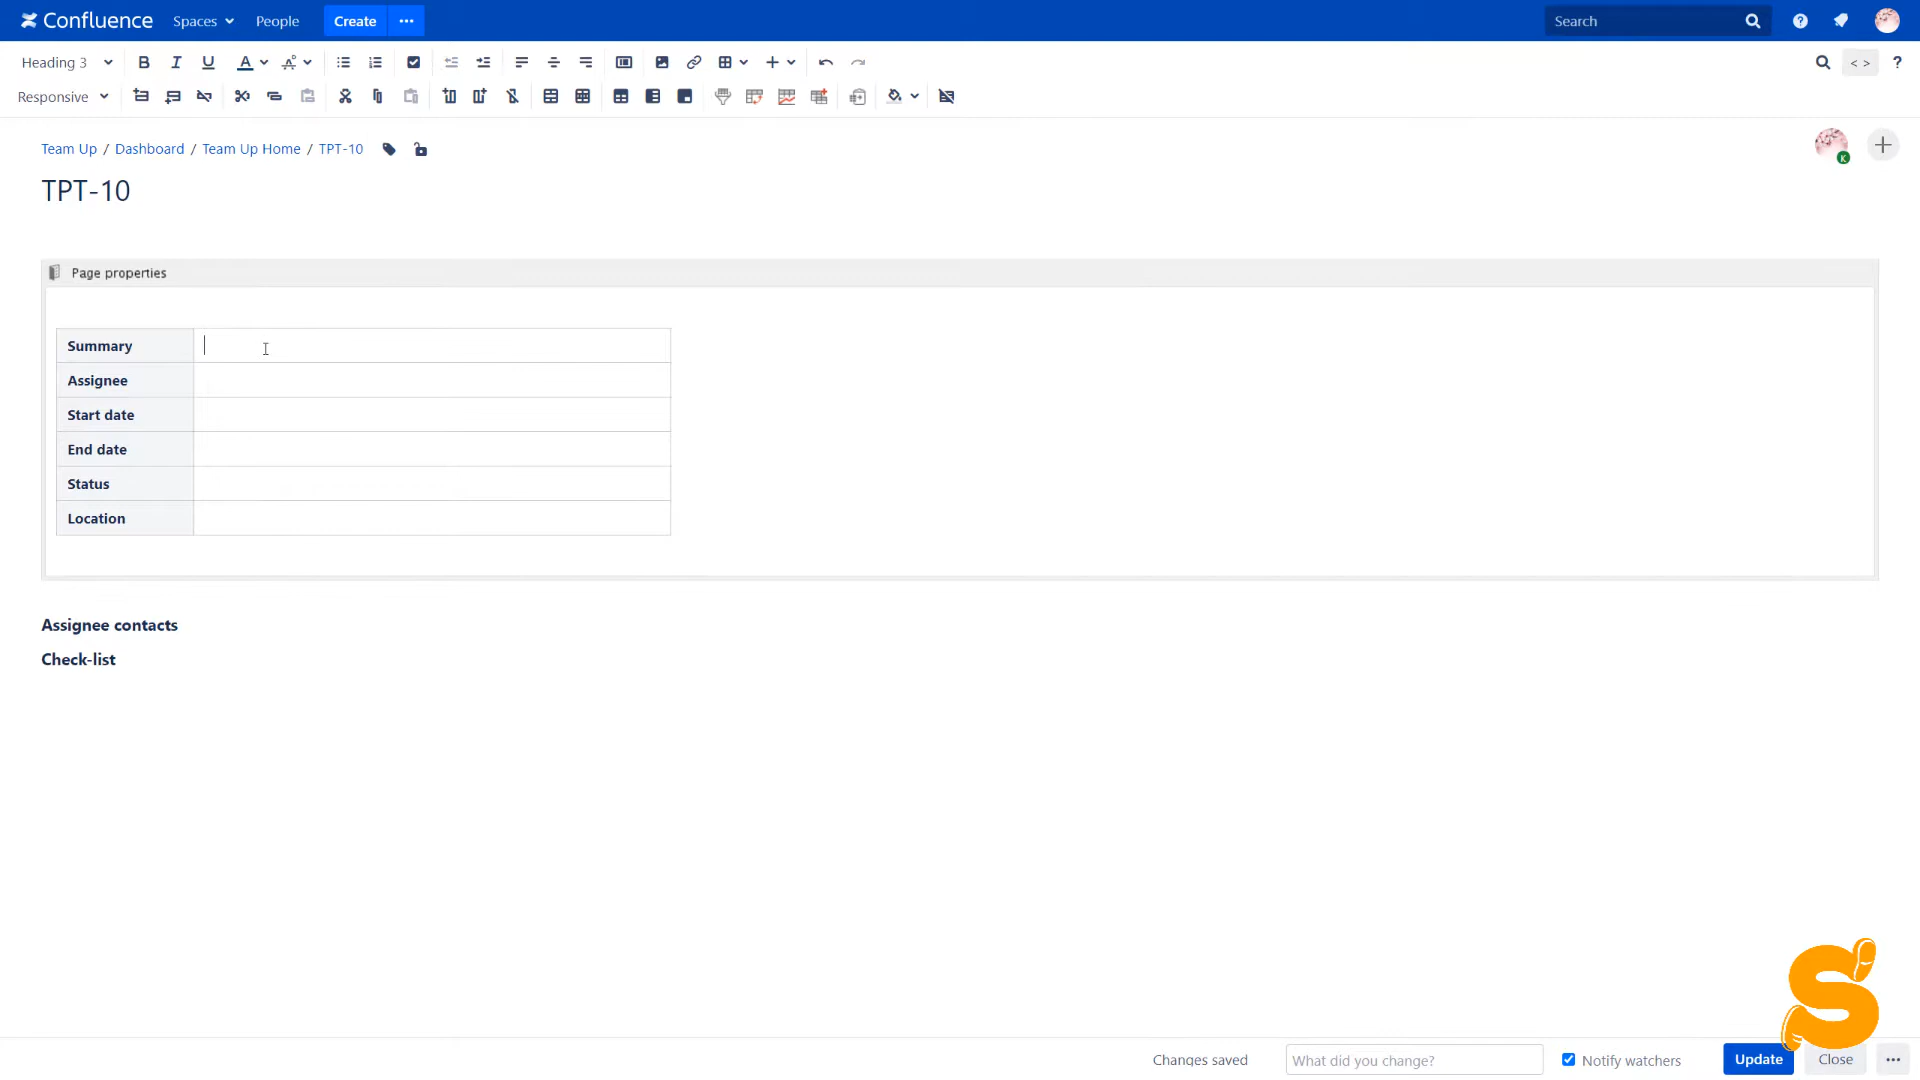 Confluence Spaces People Create ··· Search
Heading 3 B I U A < > ?
Responsive
Team Up / Dashboard / Team Up Home / TPT-10
K
TPT-10
Page properties
Summary
Assignee
Start date
End date
Status
Location
Assignee contacts
Check-list
S
Changes saved What did you change? Notify watchers Update Close ···